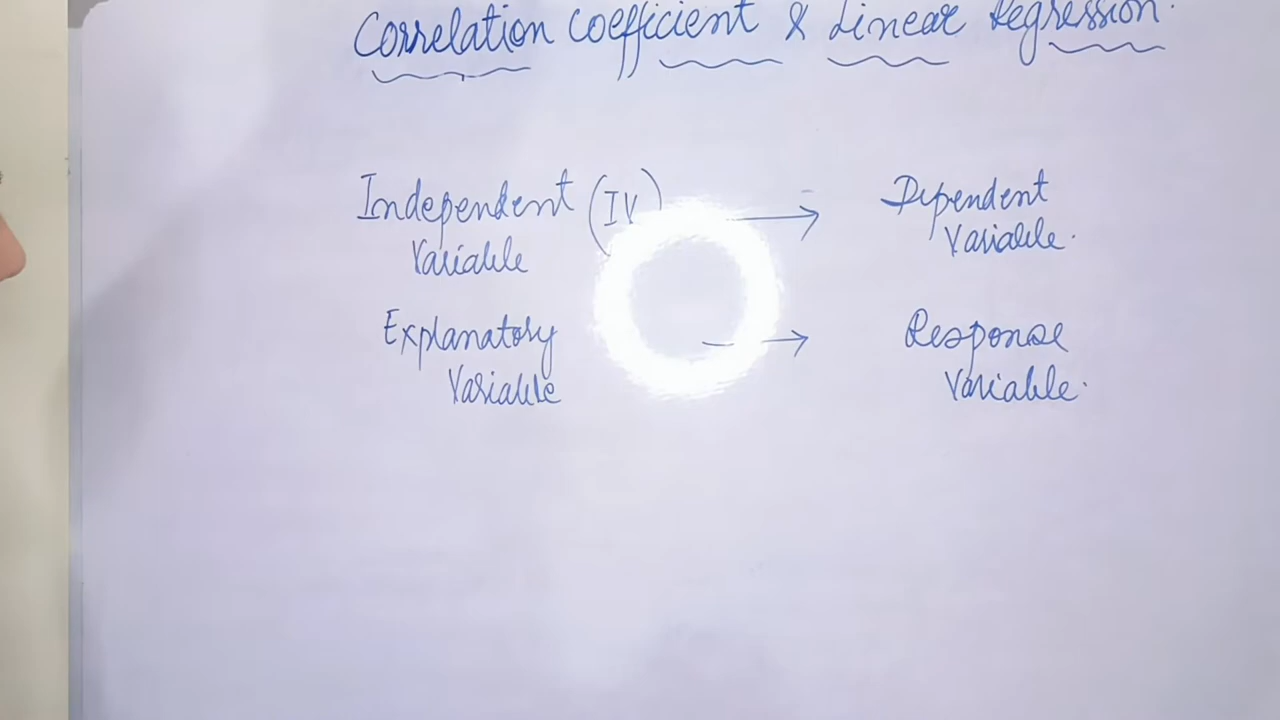 Correlation Coefficient & Linear Regression.
Independent (IV) → Dependent
Variable Variable.
Explanatory → Response
Variable Variable.